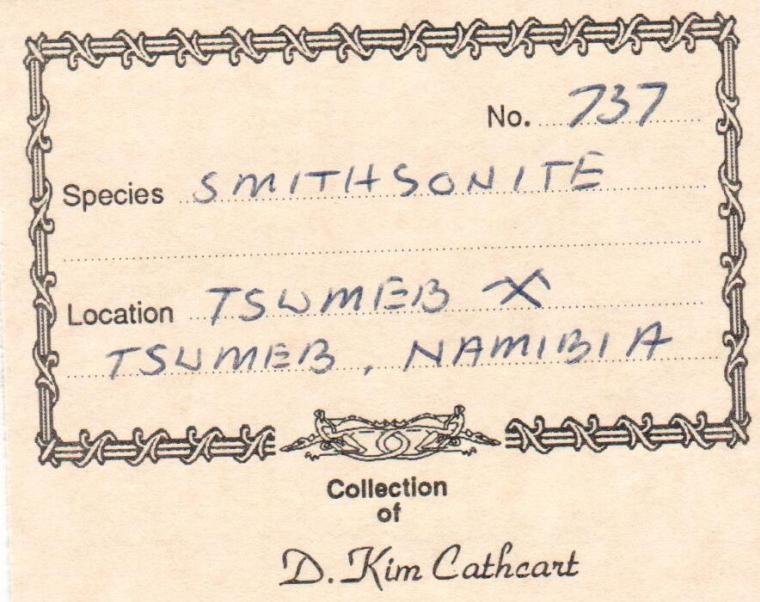 No. 737
Species SMITHSONITE
Location TSUMEB ⚒
TSUMEB, NAMIBIA
Collection
of
D. Kim Cathcart